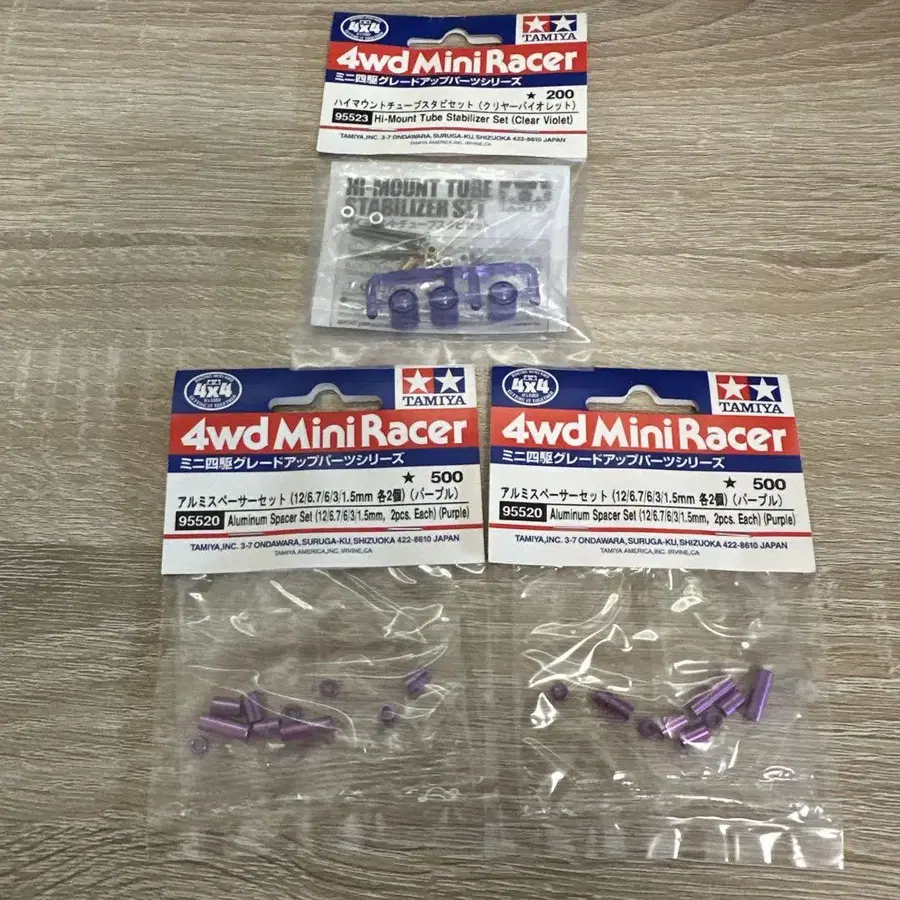 4x4
TAMIYA
4wd Mini Racer
ミニ四駆グレードアップパーツシリーズ
★ 200
ハイマウントチューブスタビセット(クリヤーバイオレット)
95523 Hi-Mount Tube Stabilizer Set (Clear Violet)
TAMIYA,INC. 3-7 ONDAWARA, SURUGA-KU, SHIZUOKA 422-8610 JAPAN
TAMIYA AMERICA,INC. IRVINE,CA
HI-MOUNT TUBE
STABILIZER SET
4x4
TAMIYA
4wd Mini Racer
ミニ四駆グレードアップパーツシリーズ
★ 500
アルミスペーサーセット(12/6.7/6/3/1.5mm 各2個)(パープル)
95520 Aluminum Spacer Set (12/6.7/6/3/1.5mm, 2pcs. Each) (Purple)
TAMIYA,INC. 3-7 ONDAWARA, SURUGA-KU, SHIZUOKA 422-8610 JAPAN
TAMIYA AMERICA,INC. IRVINE,CA
4x4
TAMIYA
4wd Mini Racer
ミニ四駆グレードアップパーツシリーズ
★ 500
アルミスペーサーセット(12/6.7/6/3/1.5mm 各2個)(パープル)
95520 Aluminum Spacer Set (12/6.7/6/3/1.5mm, 2pcs. Each) (Purple)
TAMIYA,INC. 3-7 ONDAWARA, SURUGA-KU, SHIZUOKA 422-8610 JAPAN
TAMIYA AMERICA,INC. IRVINE,CA